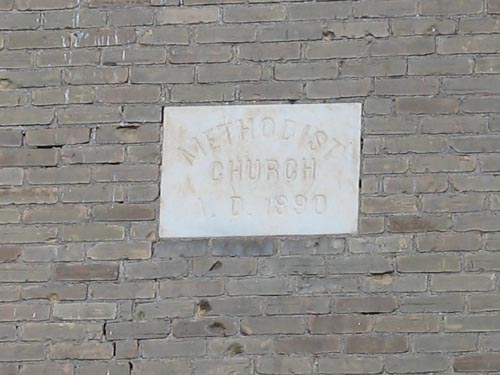 METHODIST
CHURCH
A. D. 1890